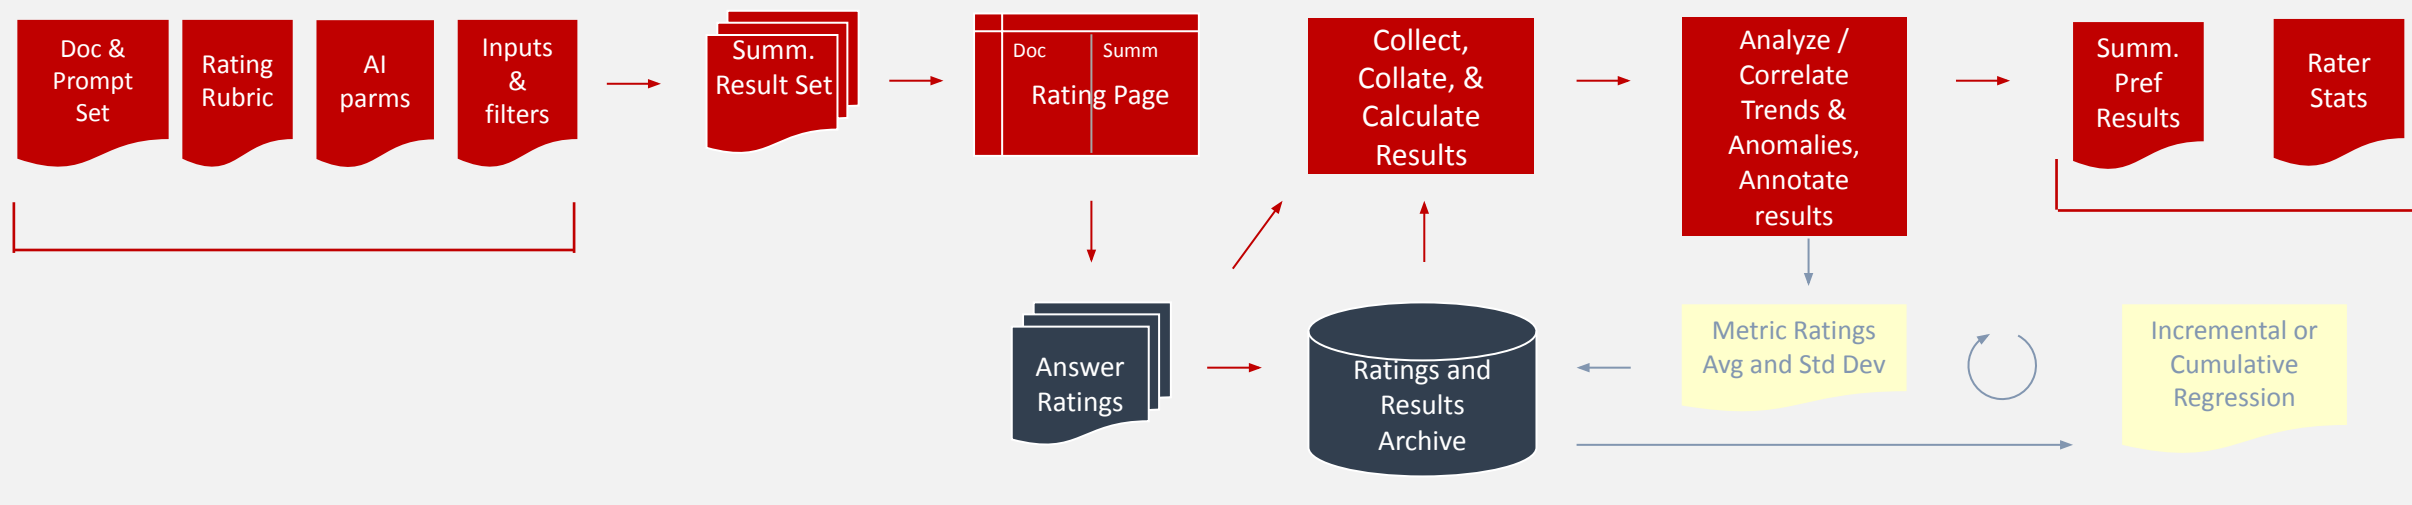 Doc &
Prompt
Set
Rating
Rubric
AI
parms
Inputs
&
filters
Summ.
Result Set
Doc
Summ
Rating Page
Collect,
Collate, &
Calculate
Results
Analyze /
Correlate
Trends &
Anomalies,
Annotate
results
Summ.
Pref
Results
Rater
Stats
Answer
Ratings
Ratings and
Results
Archive
Metric Ratings
Avg and Std Dev
Incremental or
Cumulative
Regression